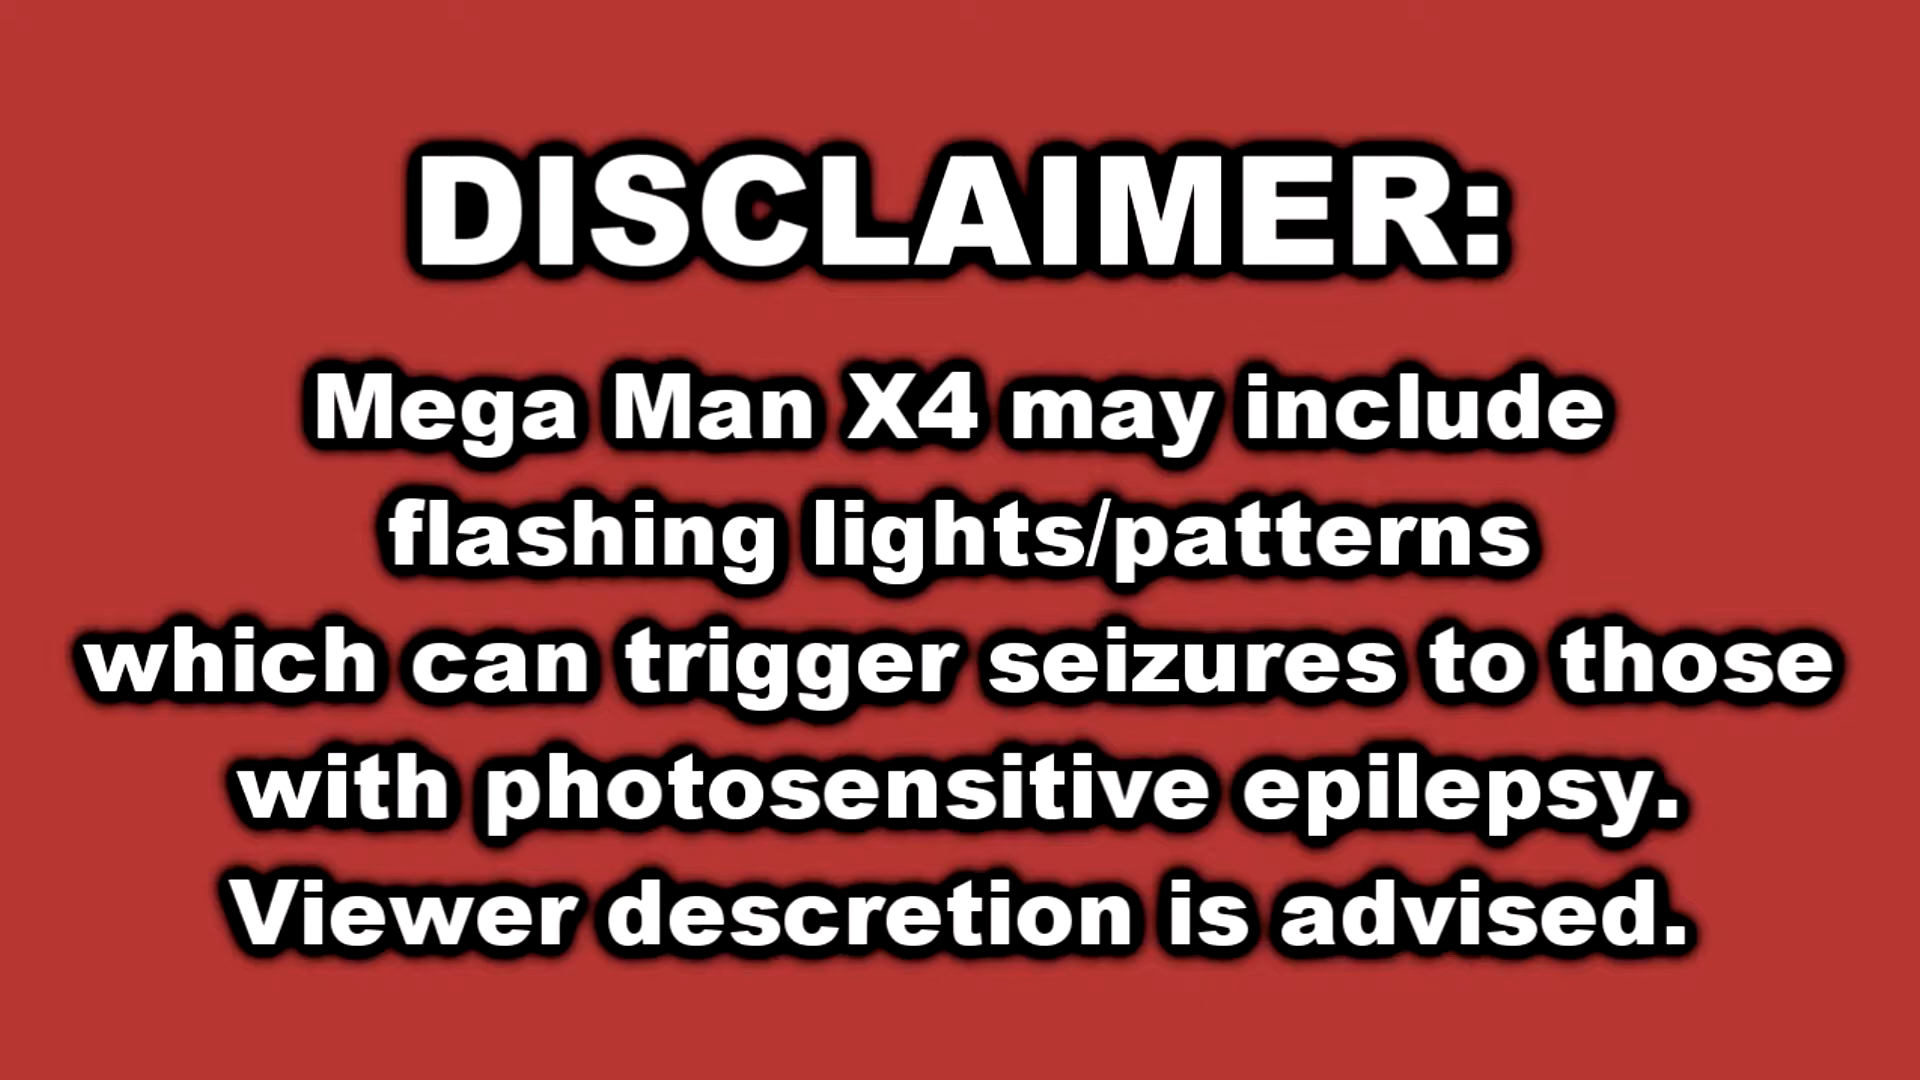 DISCLAIMER:
Mega Man X4 may include
flashing lights/patterns
which can trigger seizures to those
with photosensitive epilepsy.
Viewer descretion is advised.